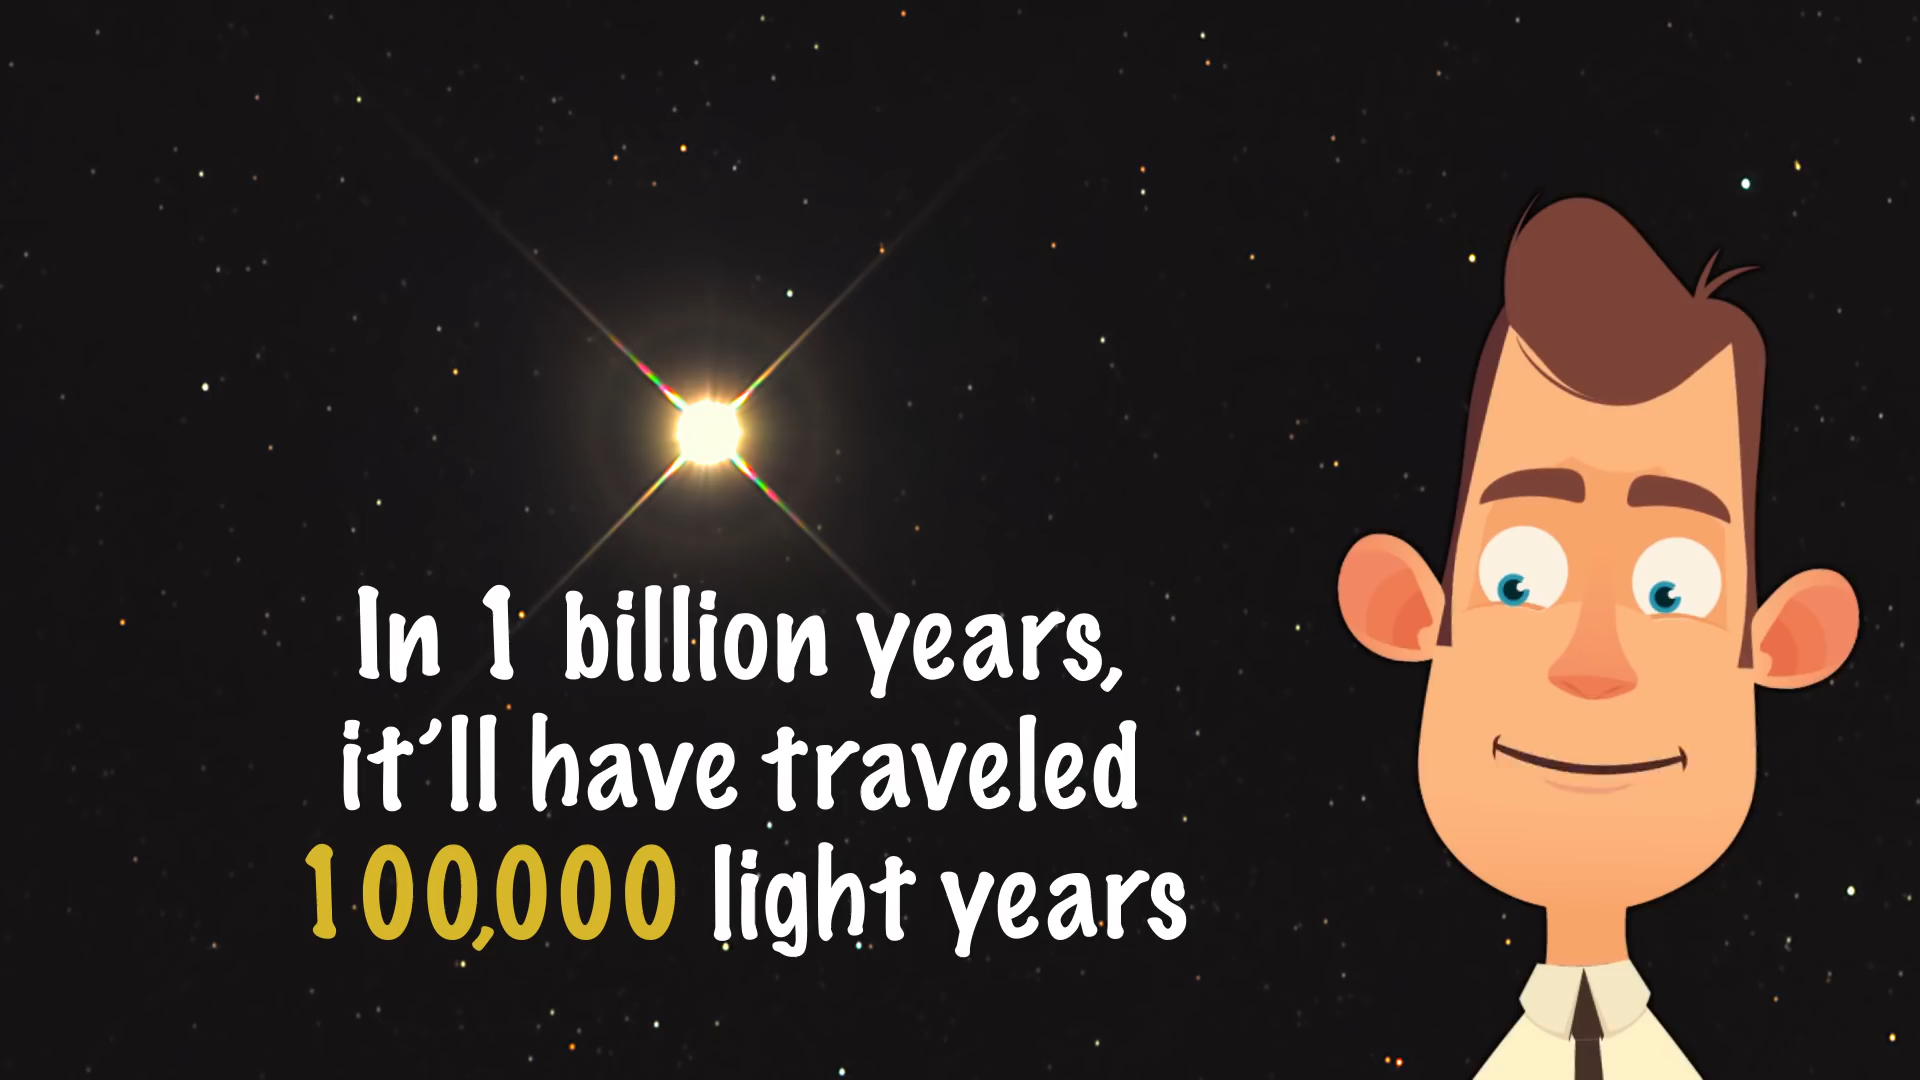 In 1 billion years,
it’ll have traveled
100,000 light years